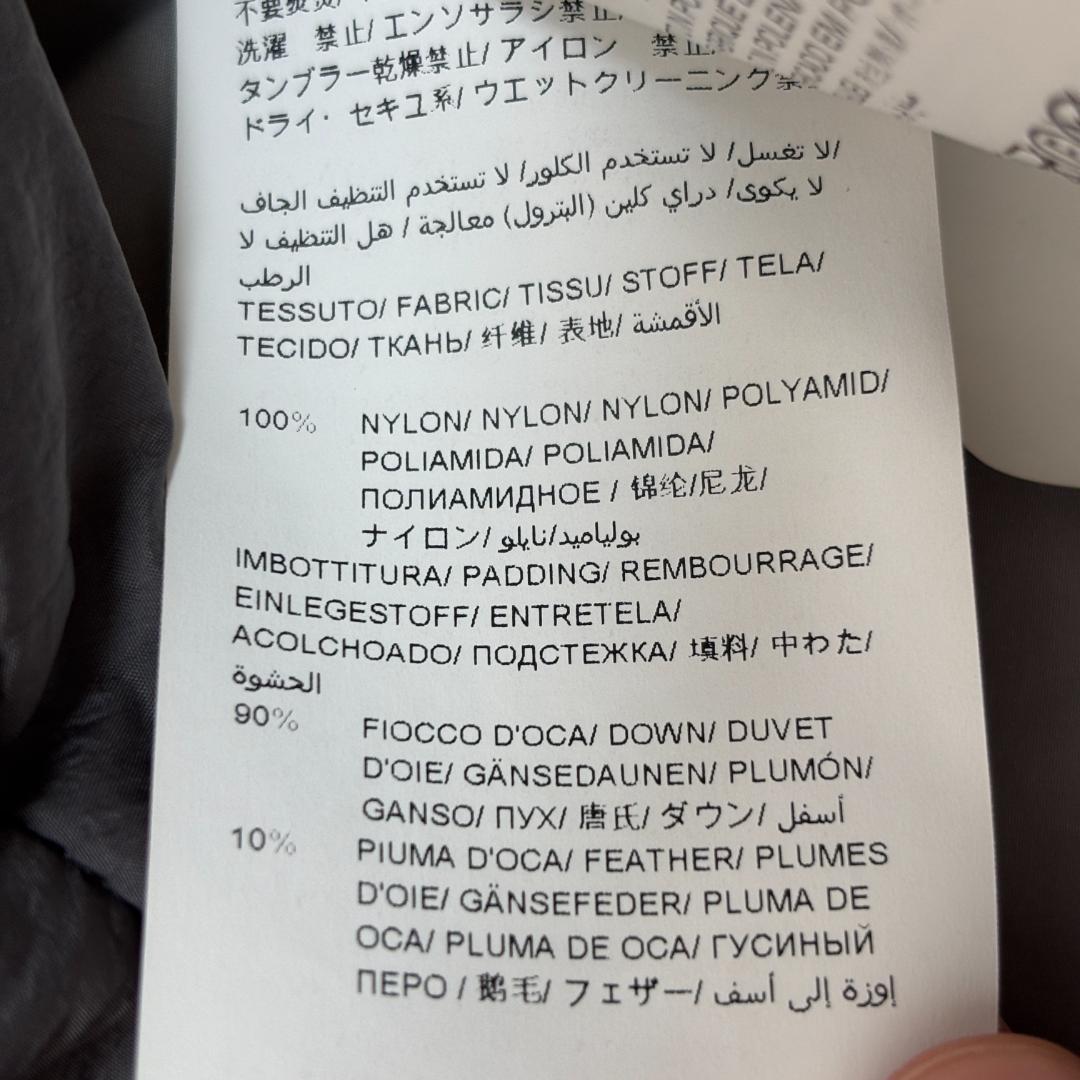 不要熨烫/
洗濯 禁止/ エンソサラシ禁止/
タンブラー乾燥禁止/ アイロン 禁止/
ドライ・ セキユ系/ ウエットクリーニング禁
لا تغسل/ لا تستخدم الكلور/ لا تستخدم التنظيف الجاف/
لا يكوى/ دراي كلين (البترول) معالجة / هل التنظيف لا
الرطب
TESSUTO/ FABRIC/ TISSU/ STOFF/ TELA/
TECIDO/ ТКАНЬ/ 纤维/ 表地/ الأقمشة
100% NYLON/ NYLON/ NYLON/ POLYAMID/
POLIAMIDA/ POLIAMIDA/
ПОЛИАМИДНОЕ / 锦纶/尼龙/
ナイロン/ بولياميد/نايلو
IMBOTTITURA/ PADDING/ REMBOURRAGE/
EINLEGESTOFF/ ENTRETELA/
ACOLCHOADO/ ПОДСТЕЖКА/ 填料/ 中わた/
الحشوة
90% FIOCCO D'OCA/ DOWN/ DUVET
D'OIE/ GÄNSEDAUNEN/ PLUMÓN/
GANSO/ ПУХ/ 唐氏/ ダウン/ أسفل
10% PIUMA D'OCA/ FEATHER/ PLUMES
D'OIE/ GÄNSEFEDER/ PLUMA DE
OCA/ PLUMA DE OCA/ ГУСИНЫЙ
ПЕРО / 鹅毛/ フェザー/ إوزة إلى أسف